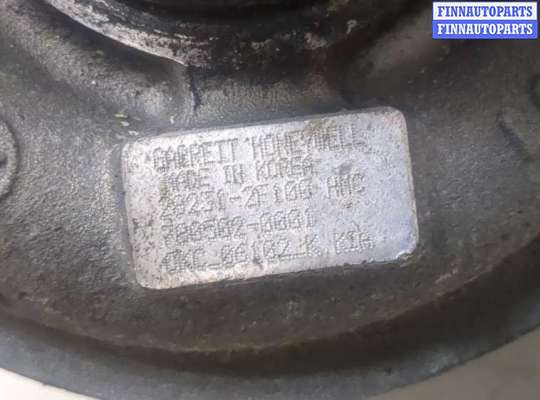 FINNAUTOPARTS
FINNAUTOPARTS
GARRETT HONEYWELL
MADE IN KOREA
28231-2F100 HMC
KIA